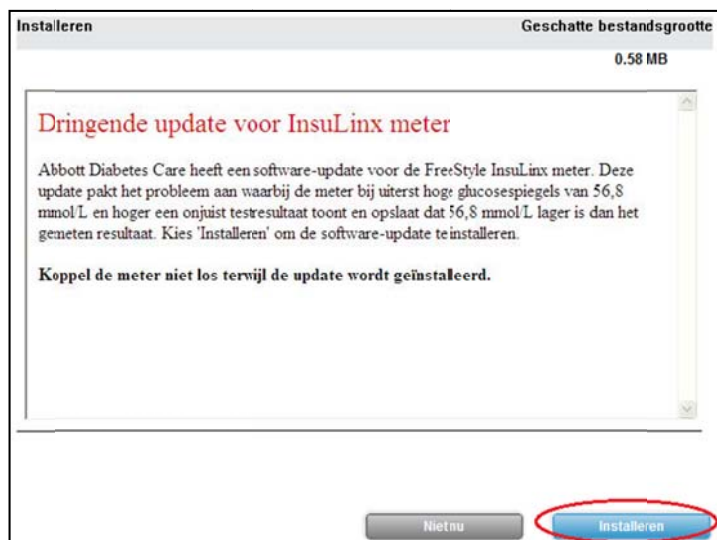 Installeren Geschatte bestandsgrootte
0.58 MB
Dringende update voor InsuLinx meter
Abbott Diabetes Care heeft een software-update voor de FreeStyle InsuLinx meter. Deze
update pakt het probleem aan waarbij de meter bij uiterst hoge glucosespiegels van 56,8
mmol/L en hoger een onjuist testresultaat toont en opslaat dat 56,8 mmol/L lager is dan het
gemeten resultaat. Kies 'Installeren' om de software-update te installeren.
Koppel de meter niet los terwijl de update wordt geïnstalleerd.
Niet nu Installeren